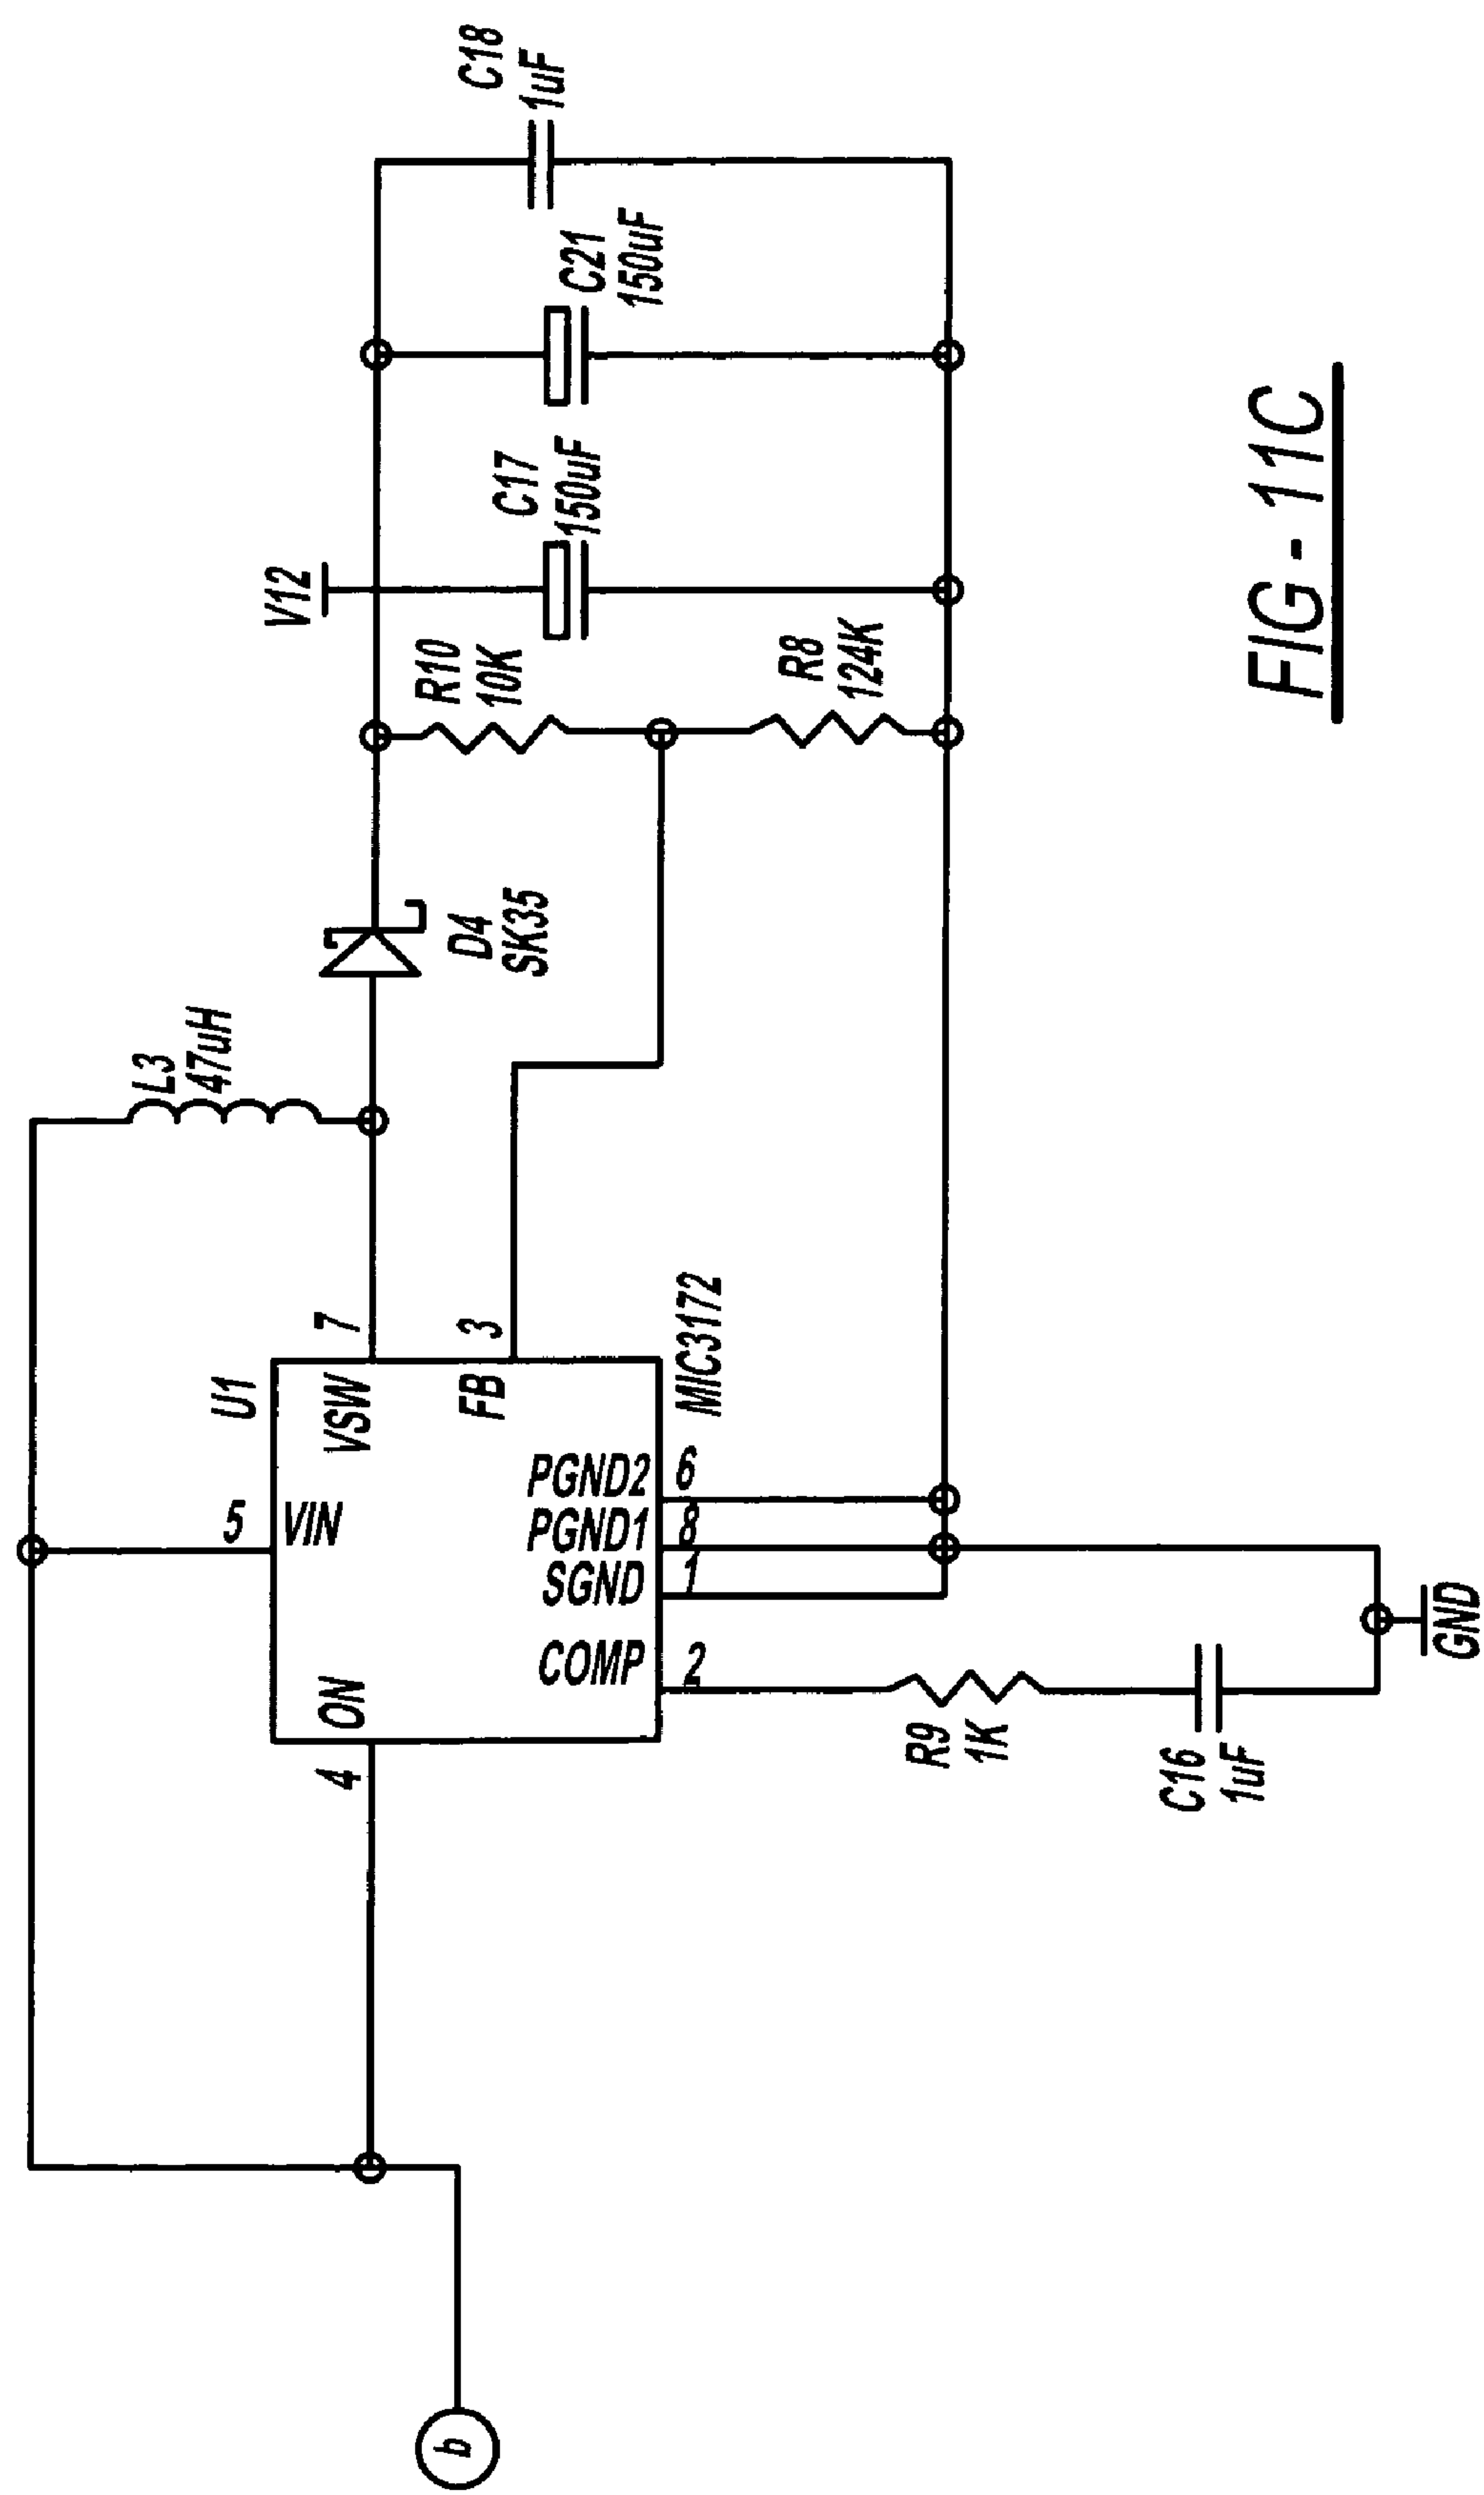 b
4
ON
5
VIN
U1
VSW
7
FB
3
PGND2
6
PGND1
8
SGND
1
COMP
2
MIC3172
L3
47uH
D4
SK35
V12
R10
10K
R8
124K
C17
150uF
C21
150uF
C18
1uF
R9
1K
C16
1uF
GND
FIG - 11C